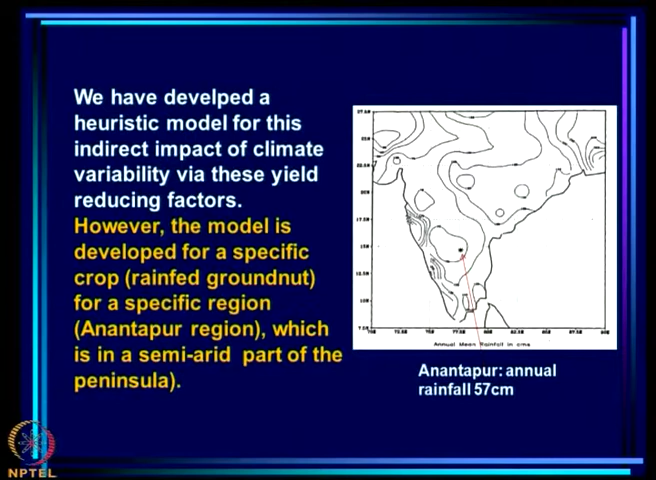 We have develped a
heuristic model for this
indirect impact of climate
variability via these yield
reducing factors.
However, the model is
developed for a specific
crop (rainfed groundnut)
for a specific region
(Anantapur region), which
is in a semi-arid part of the
peninsula).
Annual Mean Rainfall in cms
Anantapur: annual
rainfall 57cm
NPTEL